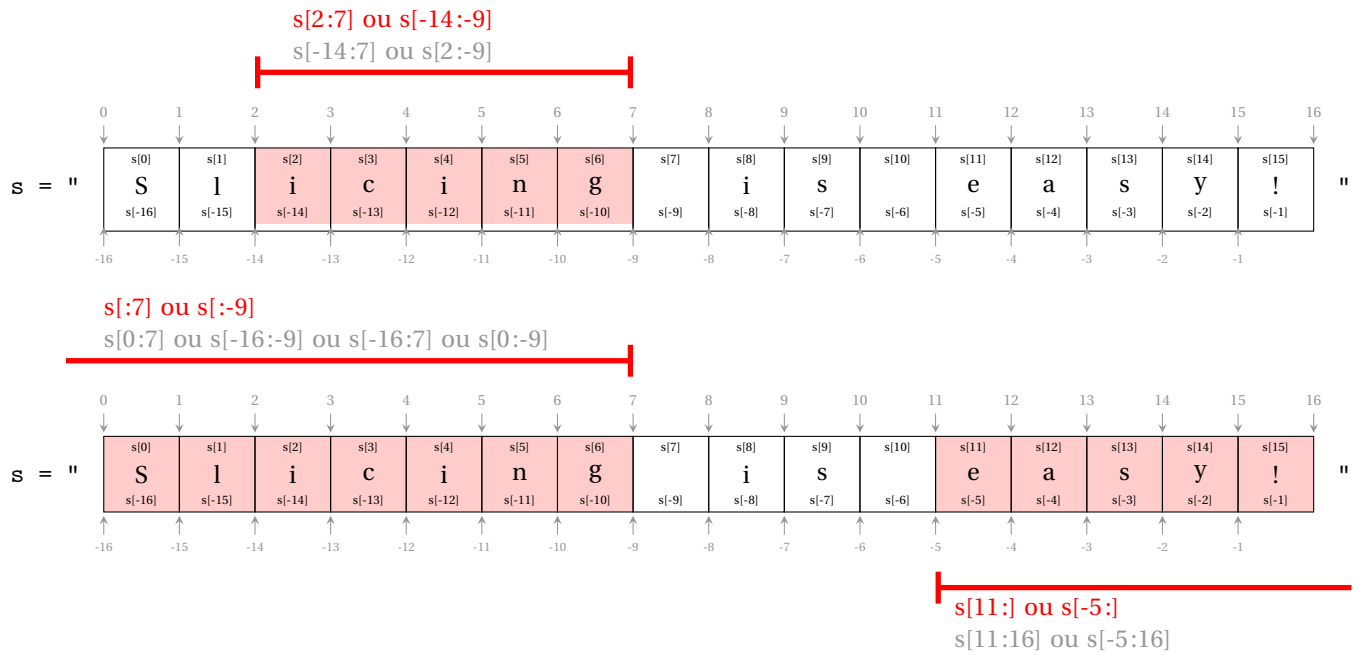 s[2:7] ou s[-14:-9]
s[-14:7] ou s[2:-9]
0 1 2 3 4 5 6 7 8 9 10 11 12 13 14 15 16
s[0] s[1] s[2] s[3] s[4] s[5] s[6] s[7] s[8] s[9] s[10] s[11] s[12] s[13] s[14] s[15]
s = " S l i c i n g i s e a s y ! "
s[-16] s[-15] s[-14] s[-13] s[-12] s[-11] s[-10] s[-9] s[-8] s[-7] s[-6] s[-5] s[-4] s[-3] s[-2] s[-1]
-16 -15 -14 -13 -12 -11 -10 -9 -8 -7 -6 -5 -4 -3 -2 -1
s[:7] ou s[:-9]
s[0:7] ou s[-16:-9] ou s[-16:7] ou s[0:-9]
0 1 2 3 4 5 6 7 8 9 10 11 12 13 14 15 16
s[0] s[1] s[2] s[3] s[4] s[5] s[6] s[7] s[8] s[9] s[10] s[11] s[12] s[13] s[14] s[15]
s = " S l i c i n g i s e a s y ! "
s[-16] s[-15] s[-14] s[-13] s[-12] s[-11] s[-10] s[-9] s[-8] s[-7] s[-6] s[-5] s[-4] s[-3] s[-2] s[-1]
-16 -15 -14 -13 -12 -11 -10 -9 -8 -7 -6 -5 -4 -3 -2 -1
s[11:] ou s[-5:]
s[11:16] ou s[-5:16]